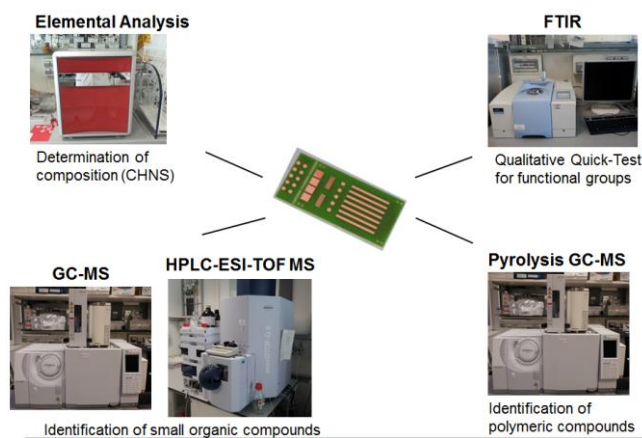 Elemental Analysis
Determination of
composition (CHNS)
FTIR
Qualitative Quick-Test
for functional groups
GC-MS
HPLC-ESI-TOF MS
Identification of small organic compounds
Pyrolysis GC-MS
Identification of
polymeric compounds